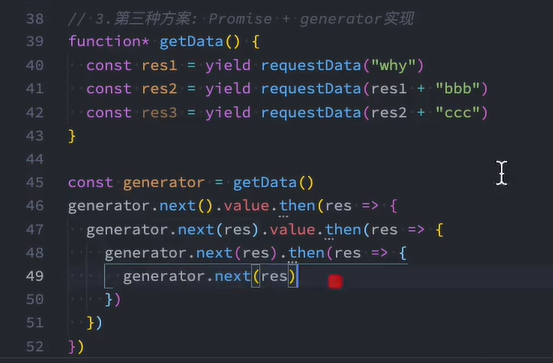 38 // 3.第三种方案: Promise + generator实现
39 function* getData() {
40 const res1 = yield requestData("why")
41 const res2 = yield requestData(res1 + "bbb")
42 const res3 = yield requestData(res2 + "ccc")
43 }
44
45 const generator = getData()
46 generator.next().value.then(res => {
47 generator.next(res).value.then(res => {
48 generator.next(res).then(res => {
49 generator.next(res)
50 })
51 })
52 })